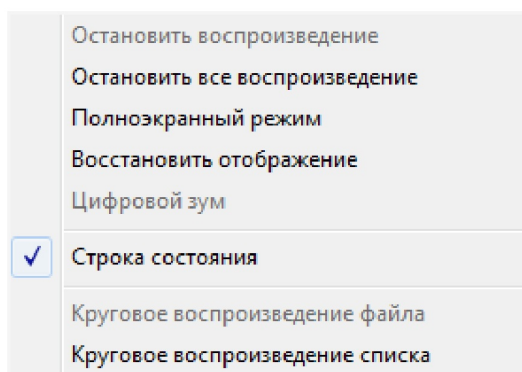 Остановить воспроизведение
Остановить все воспроизведение
Полноэкранный режим
Восстановить отображение
Цифровой зум
Строка состояния
Круговое воспроизведение файла
Круговое воспроизведение списка